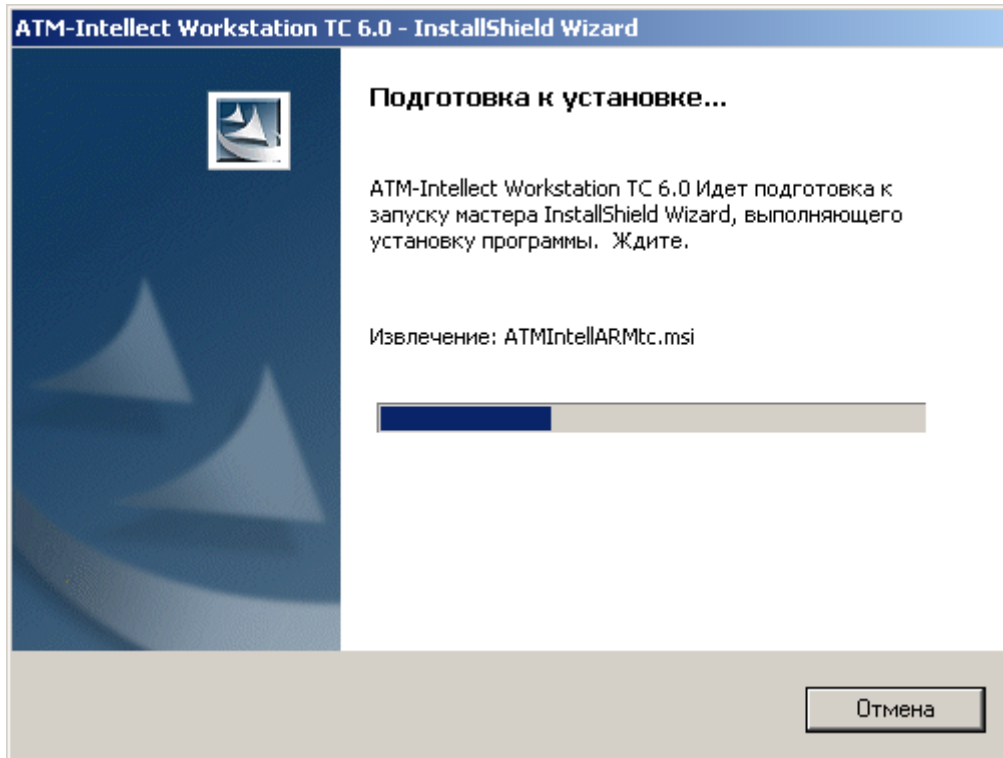 ATM-Intellect Workstation TC 6.0 - InstallShield Wizard
Подготовка к установке...
ATM-Intellect Workstation TC 6.0 Идет подготовка к
запуску мастера InstallShield Wizard, выполняющего
установку программы.  Ждите.
Извлечение: ATMIntellARMtc.msi
Отмена